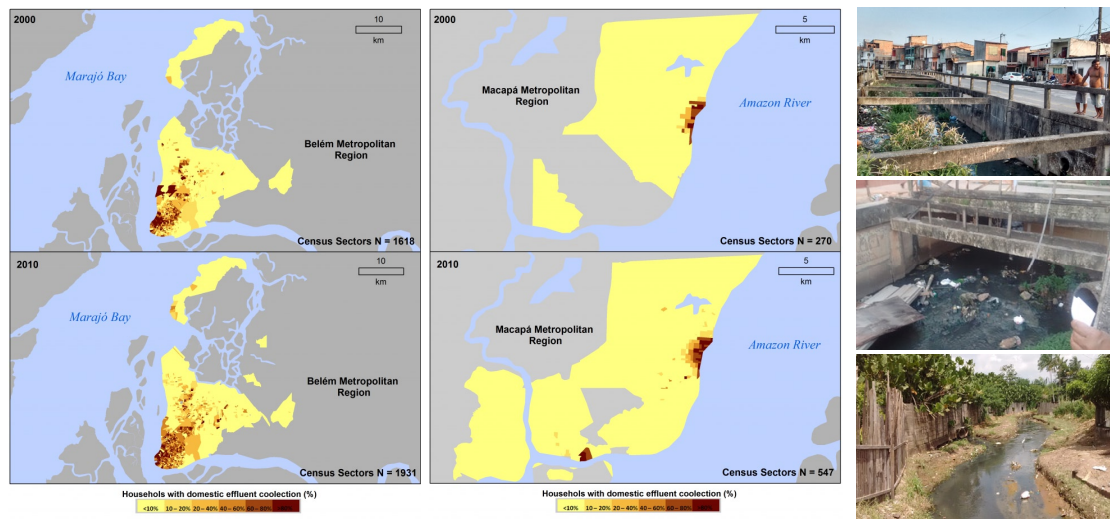 2000
10
km
Marajó Bay
Belém Metropolitan
Region
Census Sectors N = 1618
2000
5
km
Macapá Metropolitan
Region
Amazon River
Census Sectors N = 270
2010
10
km
Marajó Bay
Belém Metropolitan
Region
Census Sectors N = 1931
2010
5
km
Macapá Metropolitan
Region
Amazon River
Census Sectors N = 547
Househols with domestic effluent coolection (%)
<10% 10 – 20% 20 – 40% 40 – 60% 60 – 80%
Househols with domestic effluent coolection (%)
<10% 10 – 20% 20 – 40% 40 – 60% 60 – 80%